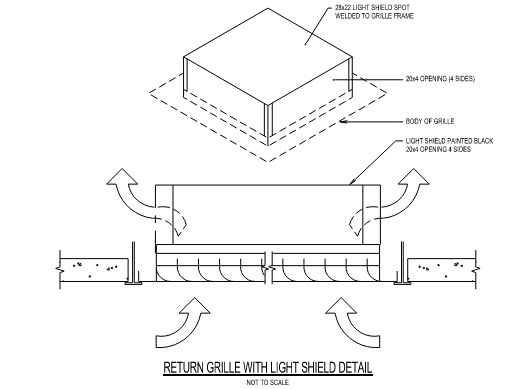 28x22 LIGHT SHIELD SPOT
WELDED TO GRILLE FRAME
20x4 OPENING (4 SIDES)
BODY OF GRILLE
LIGHT SHIELD PAINTED BLACK
20x4 OPENING 4 SIDES
RETURN GRILLE WITH LIGHT SHIELD DETAIL
NOT TO SCALE